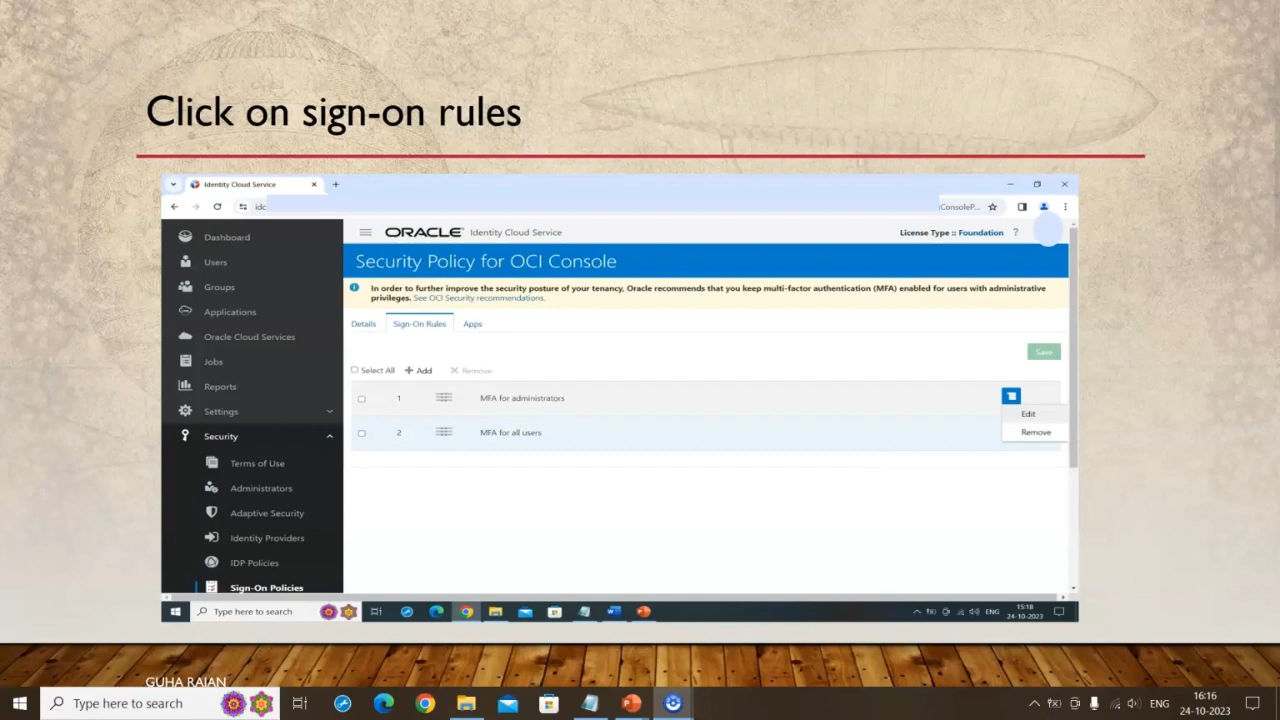 Click on sign-on rules
Identity Cloud Service
idc
iConsoleP...
Dashboard
Users
Groups
Applications
Oracle Cloud Services
Jobs
Reports
Settings
Security
Terms of Use
Administrators
Adaptive Security
Identity Providers
IDP Policies
Sign-On Policies
ORACLE Identity Cloud Service
License Type :: Foundation ?
Security Policy for OCI Console
In order to further improve the security posture of your tenancy, Oracle recommends that you keep multi-factor authentication (MFA) enabled for users with administrative
privileges. See OCI Security recommendations.
Details Sign-On Rules Apps
Save
Select All Add Remove
1 MFA for administrators
Edit
2 MFA for all users
Remove
Type here to search
ENG
15:18
24-10-2023
GUHA RAJAN
Type here to search
ENG
16:16
24-10-2023